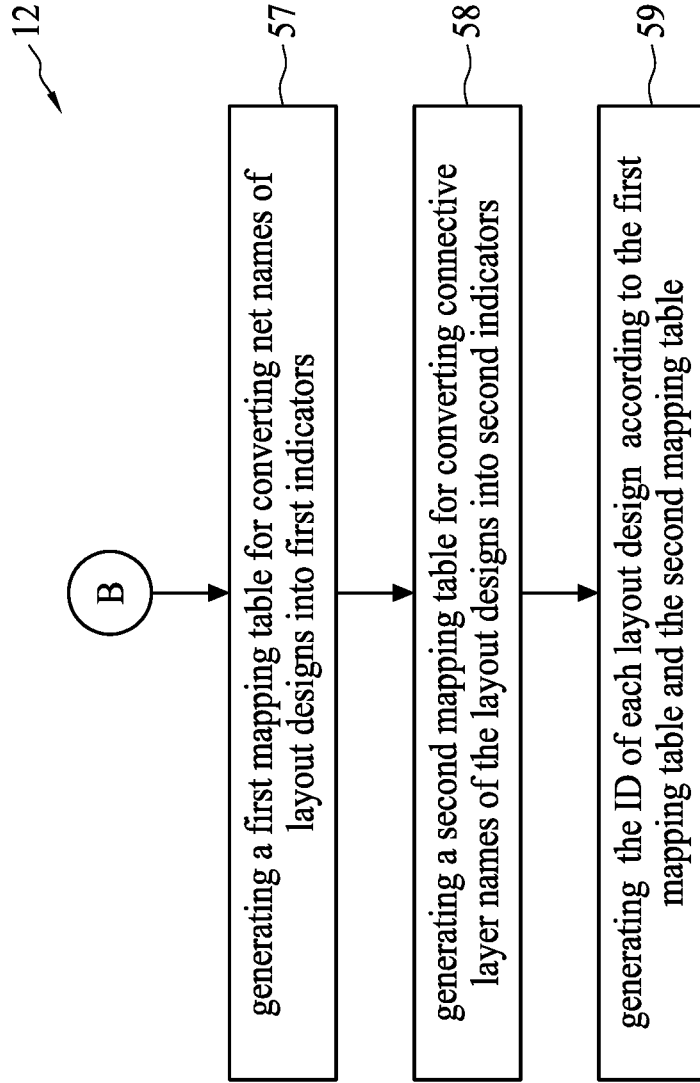 12
B
generating a first mapping table for converting net names of
layout designs into first indicators
57
generating a second mapping table for converting connective
layer names of the layout designs into second indicators
58
generating the ID of each layout design according to the first
mapping table and the second mapping table
59